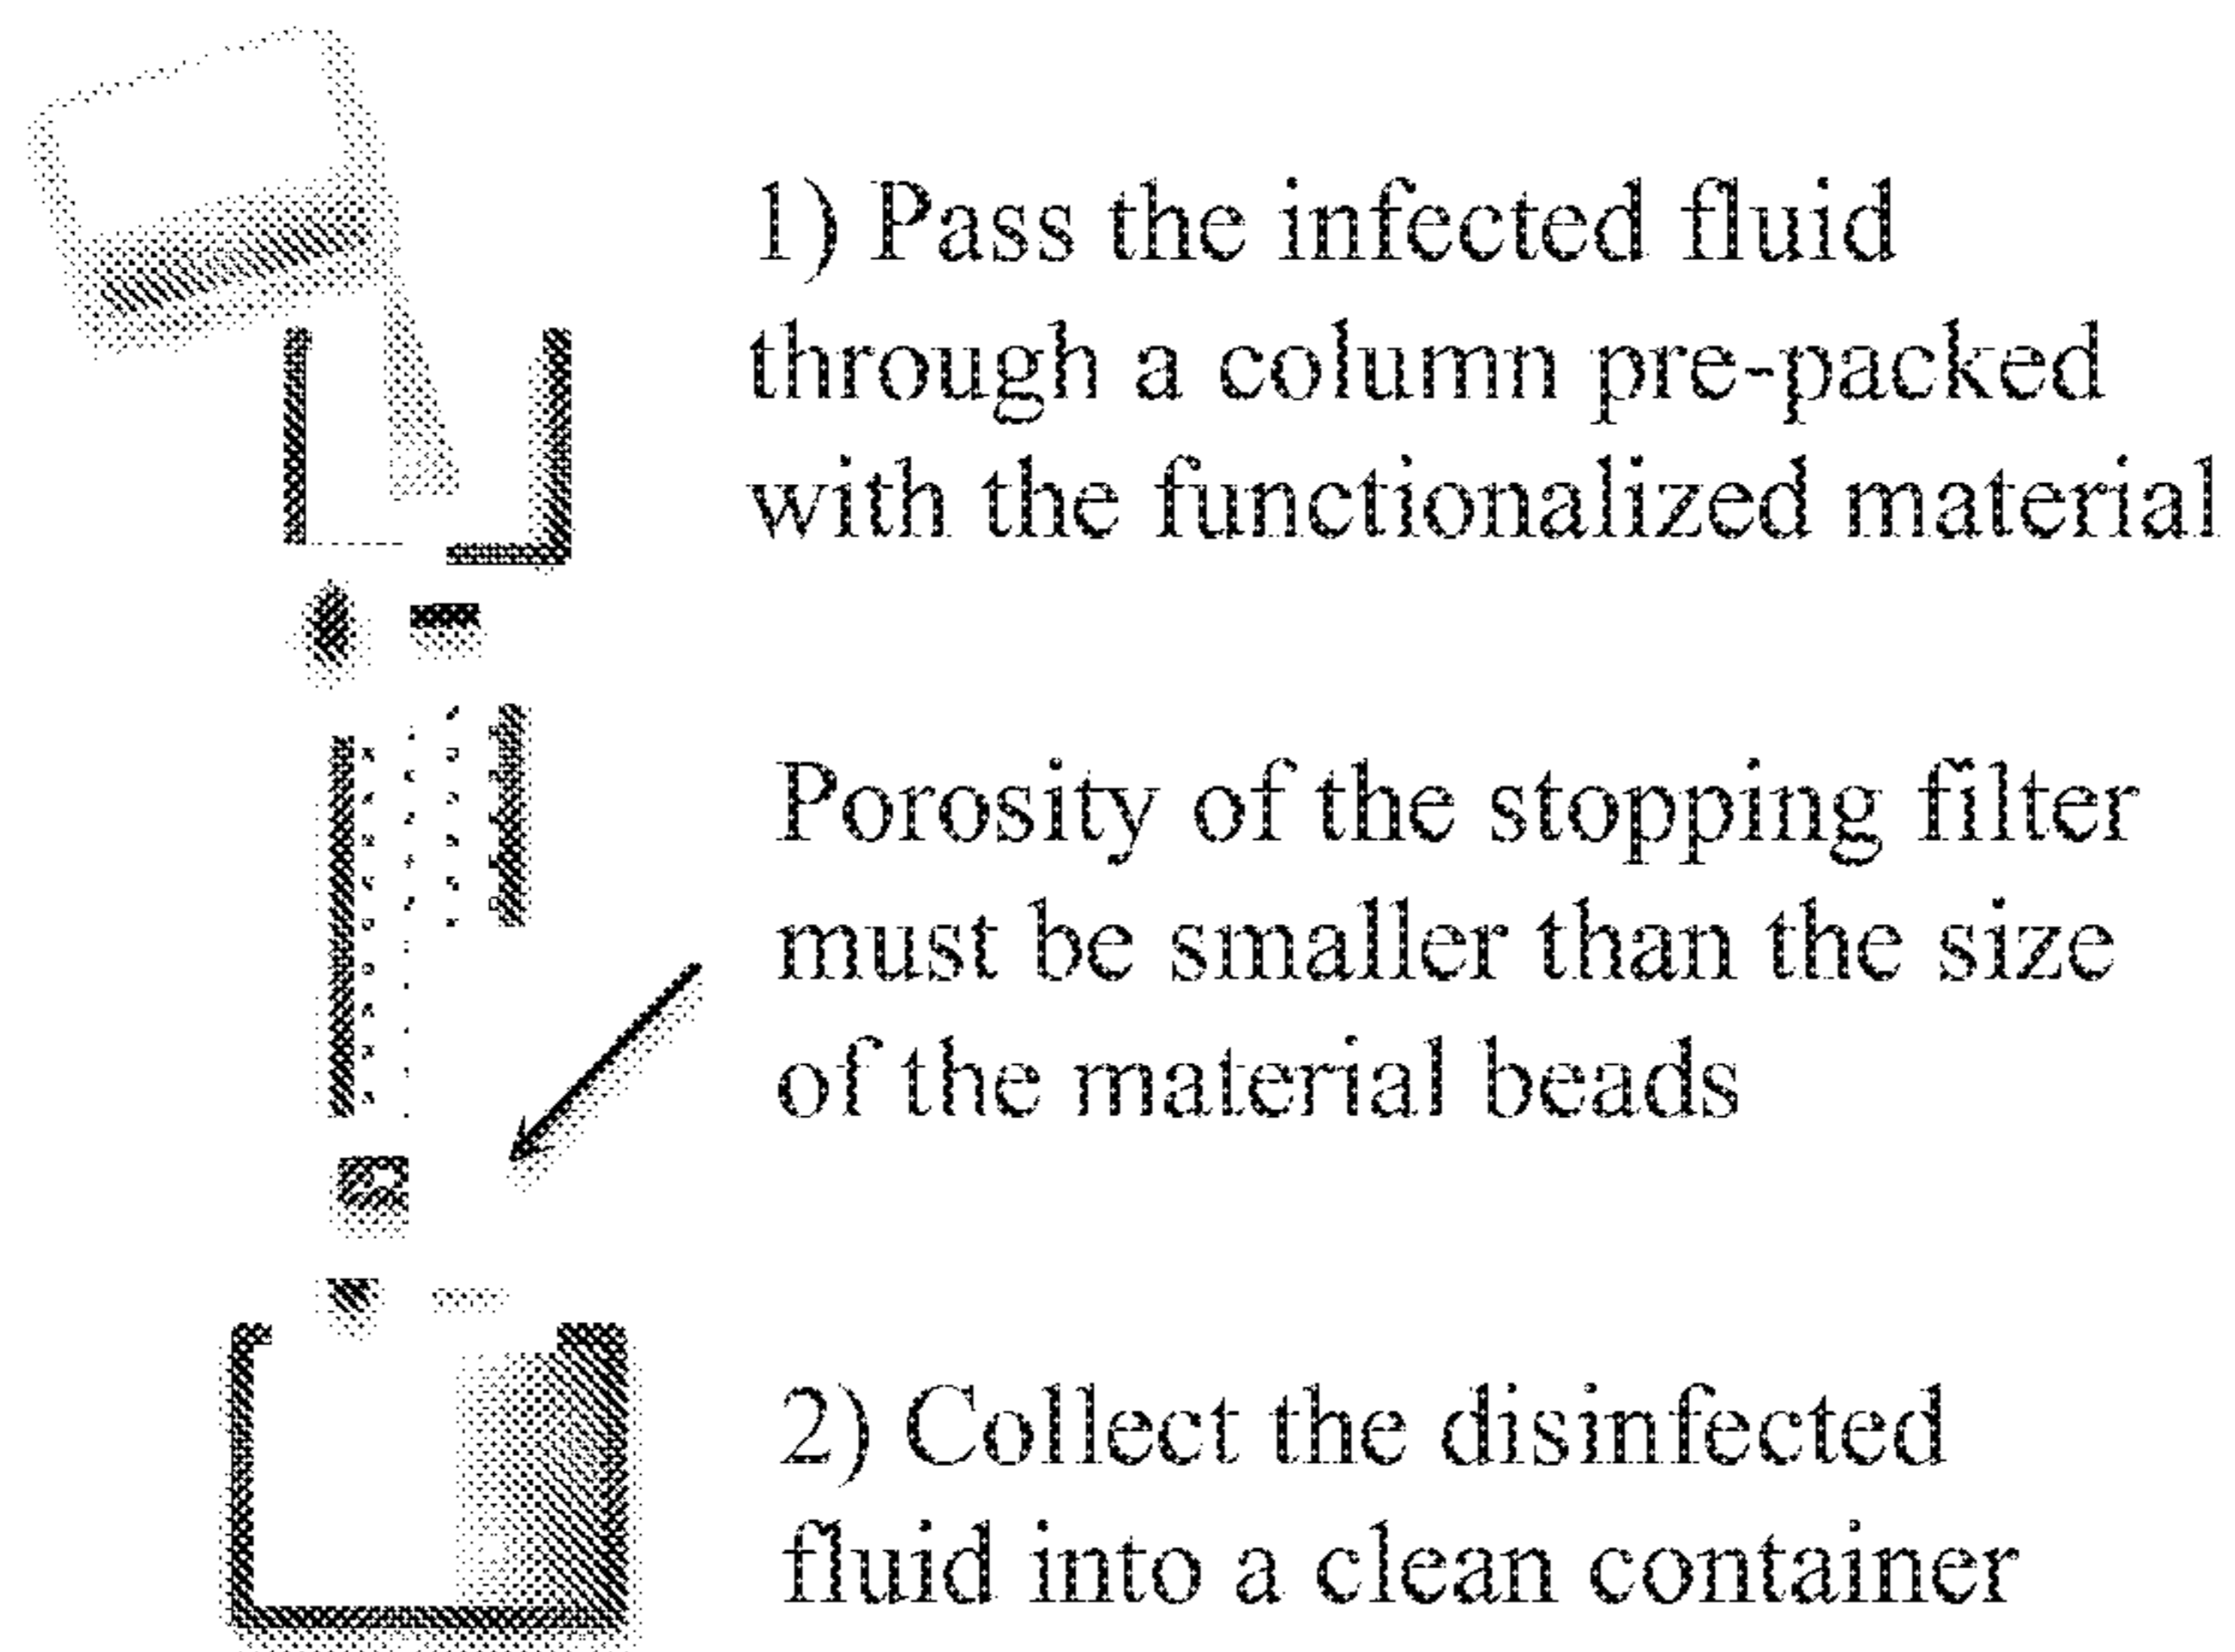 1) Pass the infected fluid
through a column pre-packed
with the functionalized material
Porosity of the stopping filter
must be smaller than the size
of the material beads
2) Collect the disinfected
fluid into a clean container